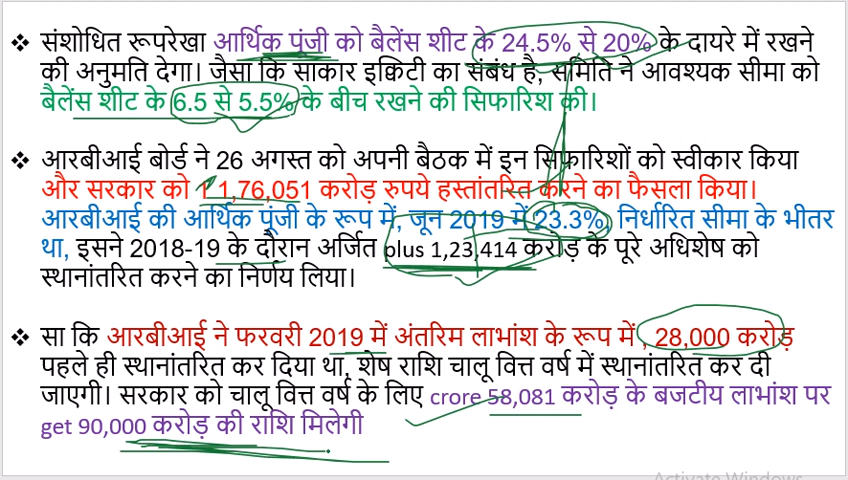 ❖ संशोधित रूपरेखा आर्थिक पूंजी को बैलेंस शीट के 24.5% से 20% के दायरे में रखने
की अनुमति देगा। जैसा कि साकार इक्विटी का संबंध है, समिति ने आवश्यक सीमा को
बैलेंस शीट के 6.5 से 5.5% के बीच रखने की सिफारिश की।
❖ आरबीआई बोर्ड ने 26 अगस्त को अपनी बैठक में इन सिफारिशों को स्वीकार किया
और सरकार को 1,76,051 करोड़ रुपये हस्तांतरित करने का फैसला किया।
आरबीआई की आर्थिक पूंजी के रूप में, जून 2019 में 23.3%, निर्धारित सीमा के भीतर
था, इसने 2018-19 के दौरान अर्जित plus 1,23,414 करोड़ के पूरे अधिशेष को
स्थानांतरित करने का निर्णय लिया।
❖ सा कि आरबीआई ने फरवरी 2019 में अंतरिम लाभांश के रूप में , 28,000 करोड़
पहले ही स्थानांतरित कर दिया था, शेष राशि चालू वित्त वर्ष में स्थानांतरित कर दी
जाएगी। सरकार को चालू वित्त वर्ष के लिए crore 58,081 करोड़ के बजटीय लाभांश पर
get 90,000 करोड़ की राशि मिलेगी
Activate Windows